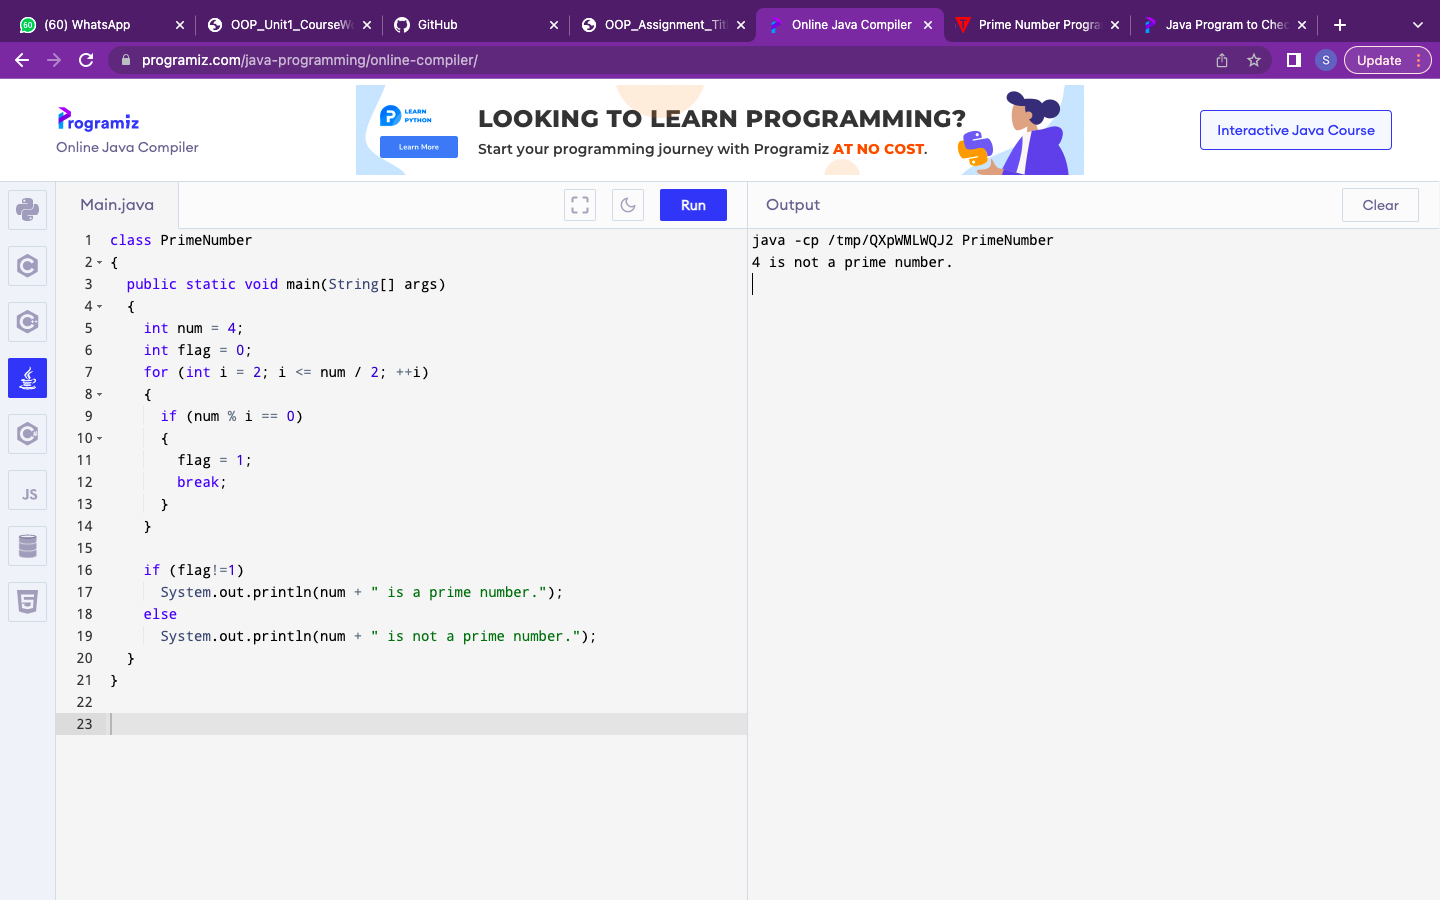 (60) WhatsApp
OOP_Unit1_CourseWo
GitHub
OOP_Assignment_Tit
Online Java Compiler
Prime Number Progra
Java Program to Chec
programiz.com/java-programming/online-compiler/
S
Update
Programiz
Online Java Compiler
LEARN
PYTHON
Learn More
LOOKING TO LEARN PROGRAMMING?
Start your programming journey with Programiz AT NO COST.
Interactive Java Course
Main.java
Run
Output
Clear
JS
1 class PrimeNumber
2 {
3 public static void main(String[] args)
4 {
5 int num = 4;
6 int flag = 0;
7 for (int i = 2; i <= num / 2; ++i)
8 {
9 if (num % i == 0)
10 {
11 flag = 1;
12 break;
13 }
14 }
15
16 if (flag!=1)
17 System.out.println(num + " is a prime number.");
18 else
19 System.out.println(num + " is not a prime number.");
20 }
21 }
22
23
java -cp /tmp/QXpWMLWQJ2 PrimeNumber
4 is not a prime number.